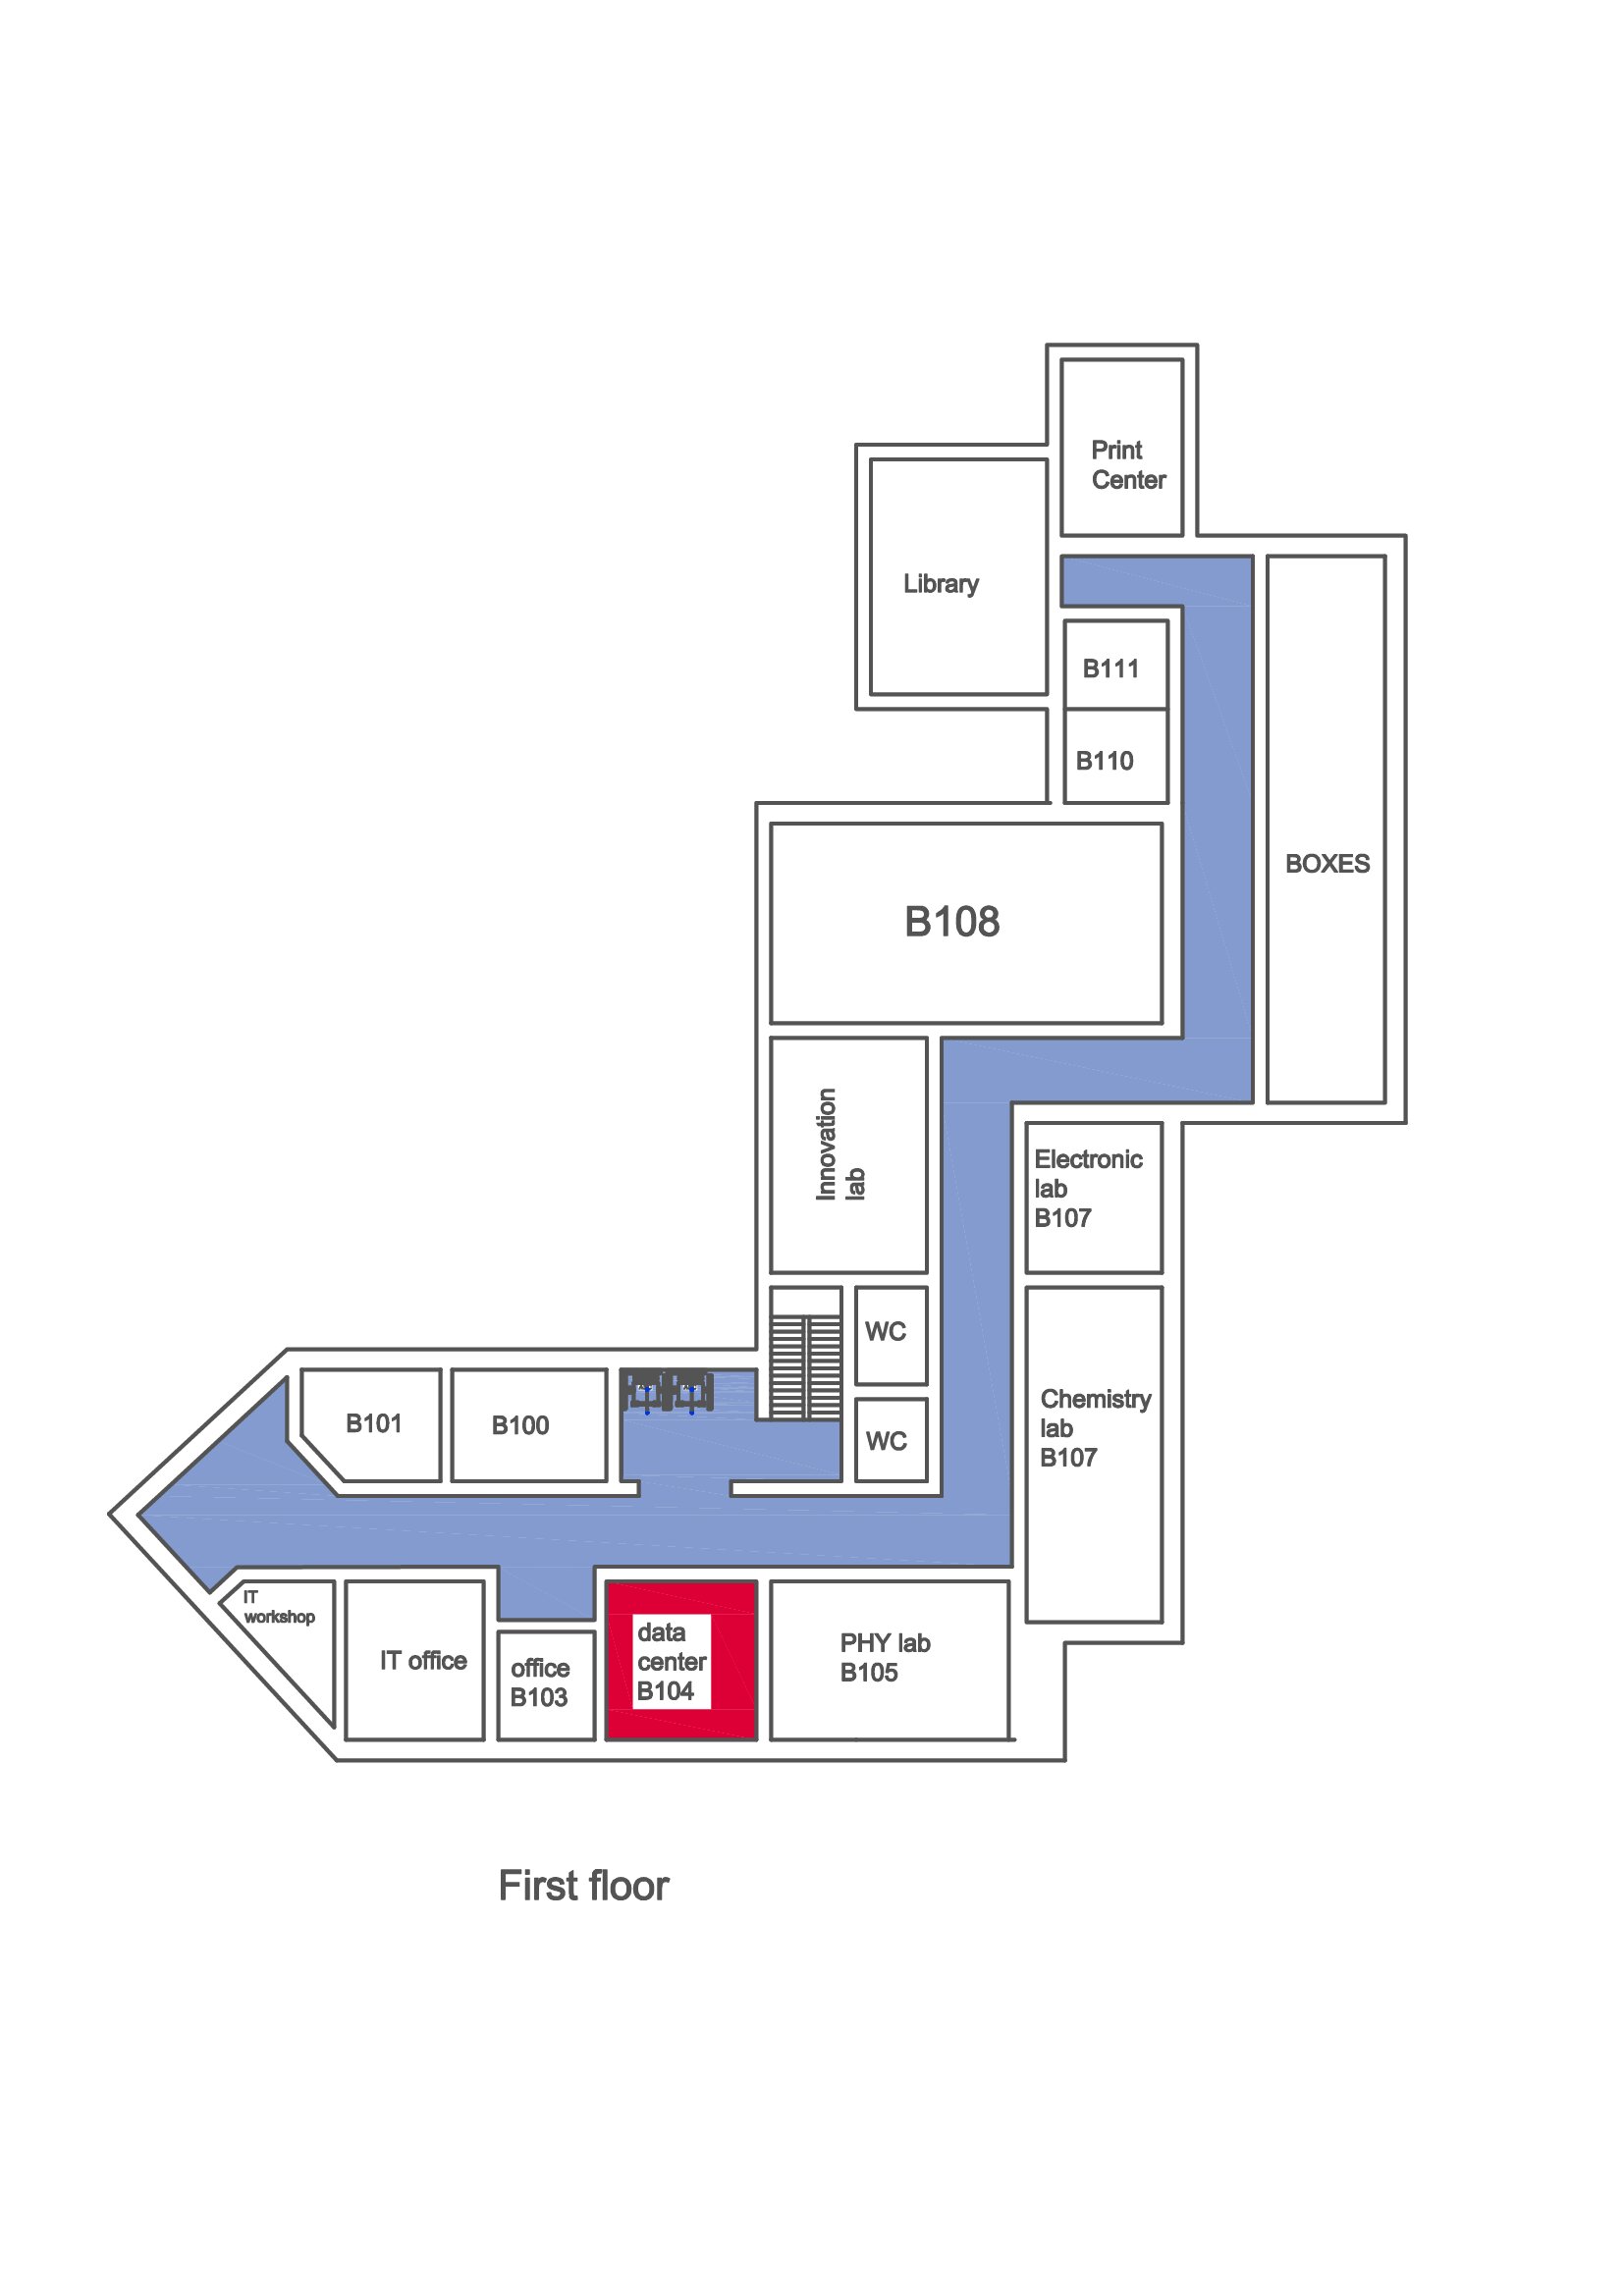 Print
Center
Library
B111
B110
BOXES
B108
Innovation
lab
Electronic
lab
B107
WC
WC
Chemistry
lab
B107
B101
B100
IT
workshop
IT office
office
B103
data
center
B104
PHY lab
B105
First floor